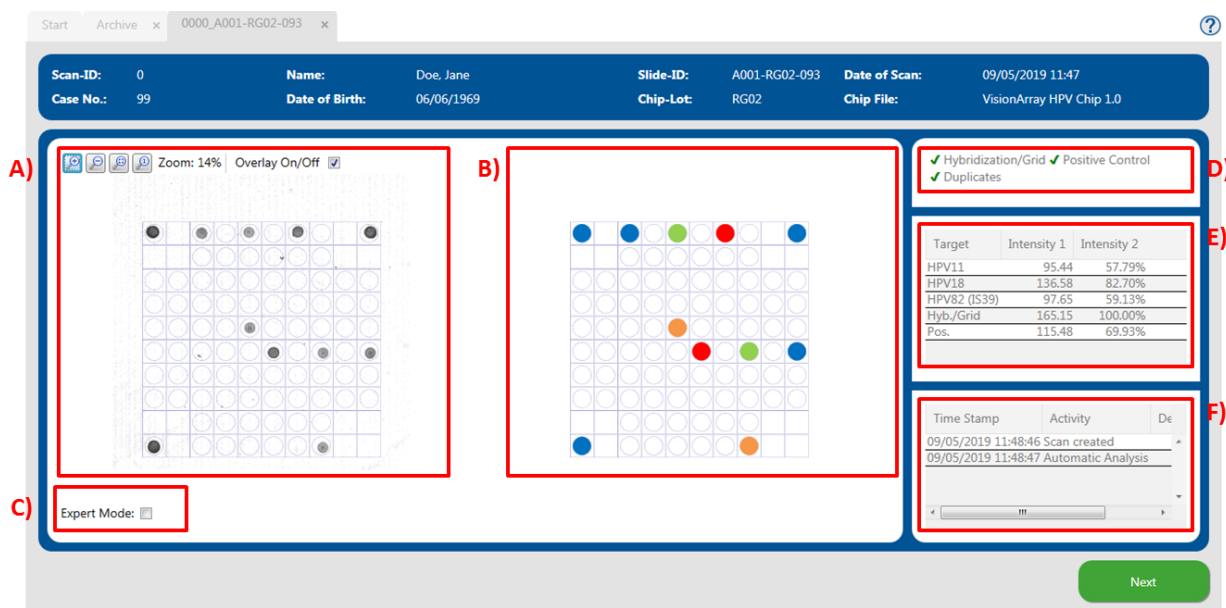 Start Archive × 0000_A001-RG02-093 ×
?
Scan-ID: 0 Name: Doe, Jane Slide-ID: A001-RG02-093 Date of Scan: 09/05/2019 11:47
Case No.: 99 Date of Birth: 06/06/1969 Chip-Lot: RG02 Chip File: VisionArray HPV Chip 1.0
A)
Zoom: 14% Overlay On/Off
B)
D)
✓ Hybridization/Grid ✓ Positive Control
✓ Duplicates
E)
Target Intensity 1 Intensity 2
HPV11 95.44 57.79%
HPV18 136.58 82.70%
HPV82 (IS39) 97.65 59.13%
Hyb./Grid 165.15 100.00%
Pos. 115.48 69.93%
C)
Expert Mode:
F)
Time Stamp Activity De
09/05/2019 11:48:46 Scan created
09/05/2019 11:48:47 Automatic Analysis
Next